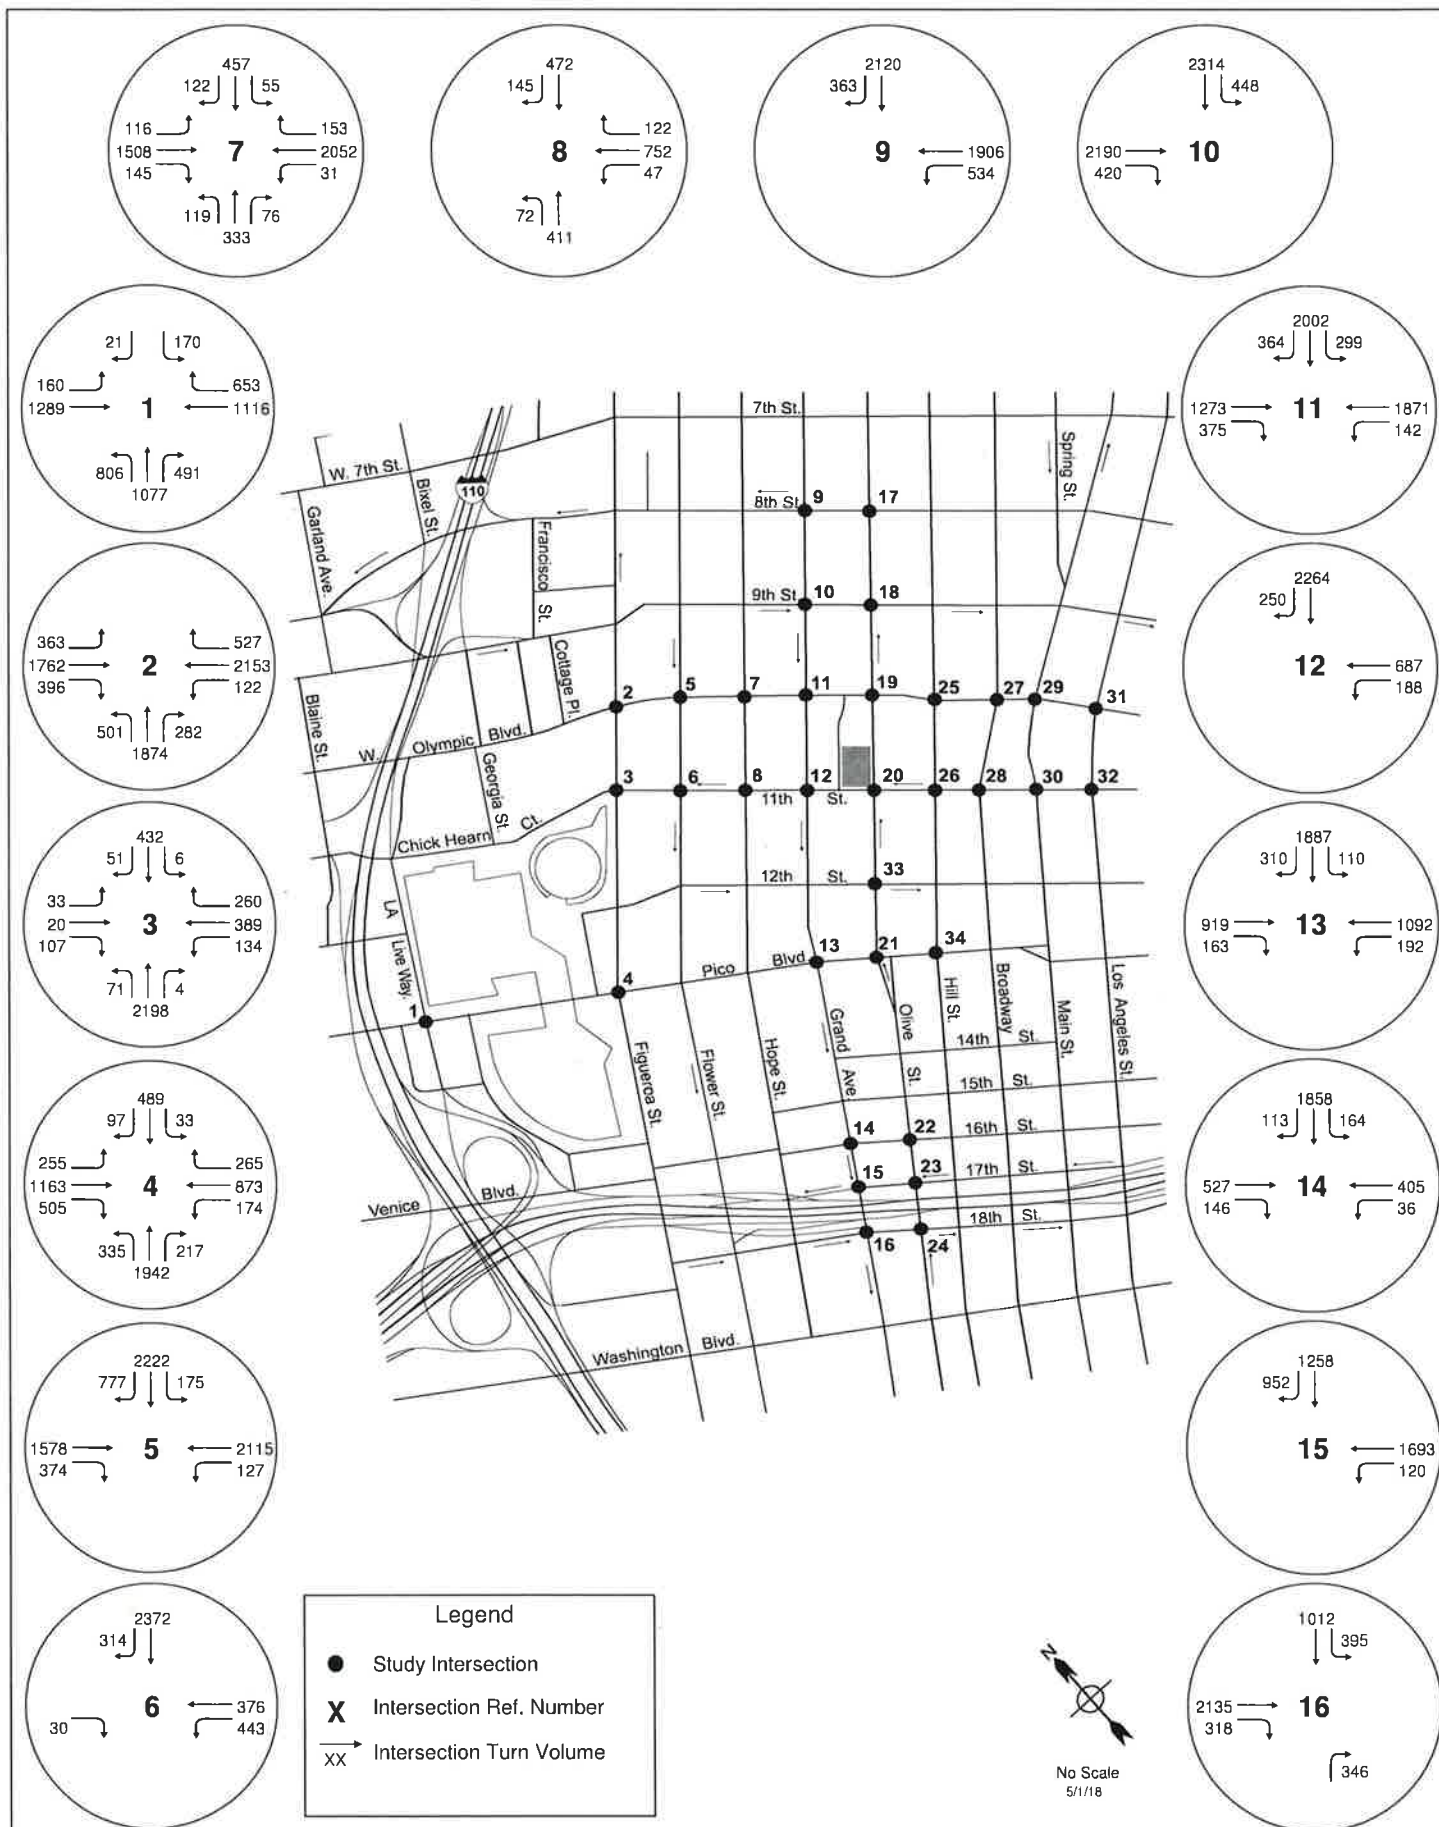 457
122 55
116 153
1508 7 2052
145 31
119 76
333
472
145
122
8 752
47
72
411
2120
363
9 1906
534
2314
448
2190 10
420
21 170
160 653
1289 1 1116
806 491
1077
363 527
1762 2 2153
396 122
501 282
1874
432
51 6
33 260
20 3 389
107 134
71 4
2198
489
97 33
255 265
1163 4 873
505 174
335 217
1942
2222
777 175
1578 5 2115
374 127
2372
314
6 376
30 443
2002
364 299
1273 11 1871
375 142
2264
250
12 687
188
1887
310 110
919 13 1092
163 192
1858
113 164
527 14 405
146 36
1258
952
15 1693
120
1012
395
2135 16
318
346
7th St.
W. 7th St.
110
Bixel St.
Garland Ave.
Spring St.
8th St.
9
17
Francisco St.
9th St
10
18
Cottage Pl.
Blaine St.
W. Olympic Blvd.
Georgia St.
2
5
7
11
19
25
27
29
31
3
6
8
12
20
26
28
30
32
11th St.
Chick Hearn Ct.
12th St.
33
LA Live Way.
1
4
Pico Blvd
13
21
34
Figueroa St.
Flower St.
Hope St.
Grand Ave
Olive St.
Hill St.
Broadway
Main St.
Los Angeles St.
14th St.
15th St.
14
22
16th St.
15
23
17th St.
Venice Blvd.
16
24
18th St.
Washington Blvd.
Legend
Study Intersection
X Intersection Ref. Number
XX Intersection Turn Volume
N
No Scale
5/1/18